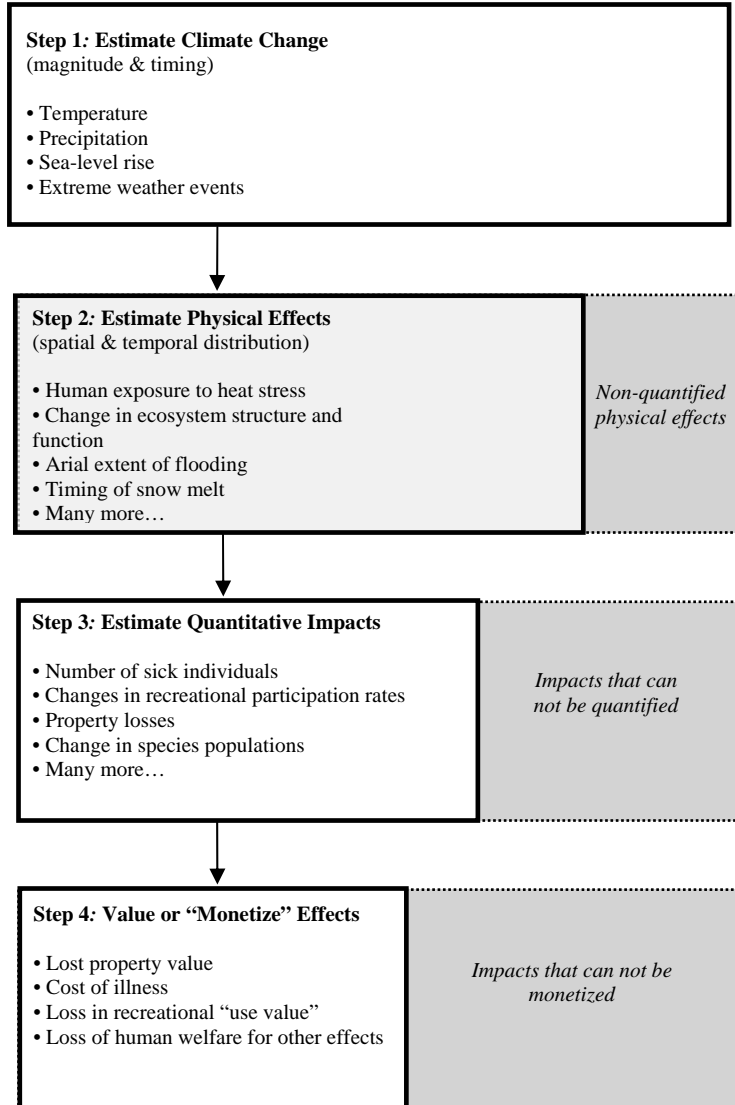 Step 1: Estimate Climate Change
(magnitude & timing)
• Temperature
• Precipitation
• Sea-level rise
• Extreme weather events
Step 2: Estimate Physical Effects
(spatial & temporal distribution)
• Human exposure to heat stress
• Change in ecosystem structure and
function
• Arial extent of flooding
• Timing of snow melt
• Many more…
Non-quantified
physical effects
Step 3: Estimate Quantitative Impacts
• Number of sick individuals
• Changes in recreational participation rates
• Property losses
• Change in species populations
• Many more…
Impacts that can
not be quantified
Step 4: Value or “Monetize” Effects
• Lost property value
• Cost of illness
• Loss in recreational “use value”
• Loss of human welfare for other effects
Impacts that can not be
monetized